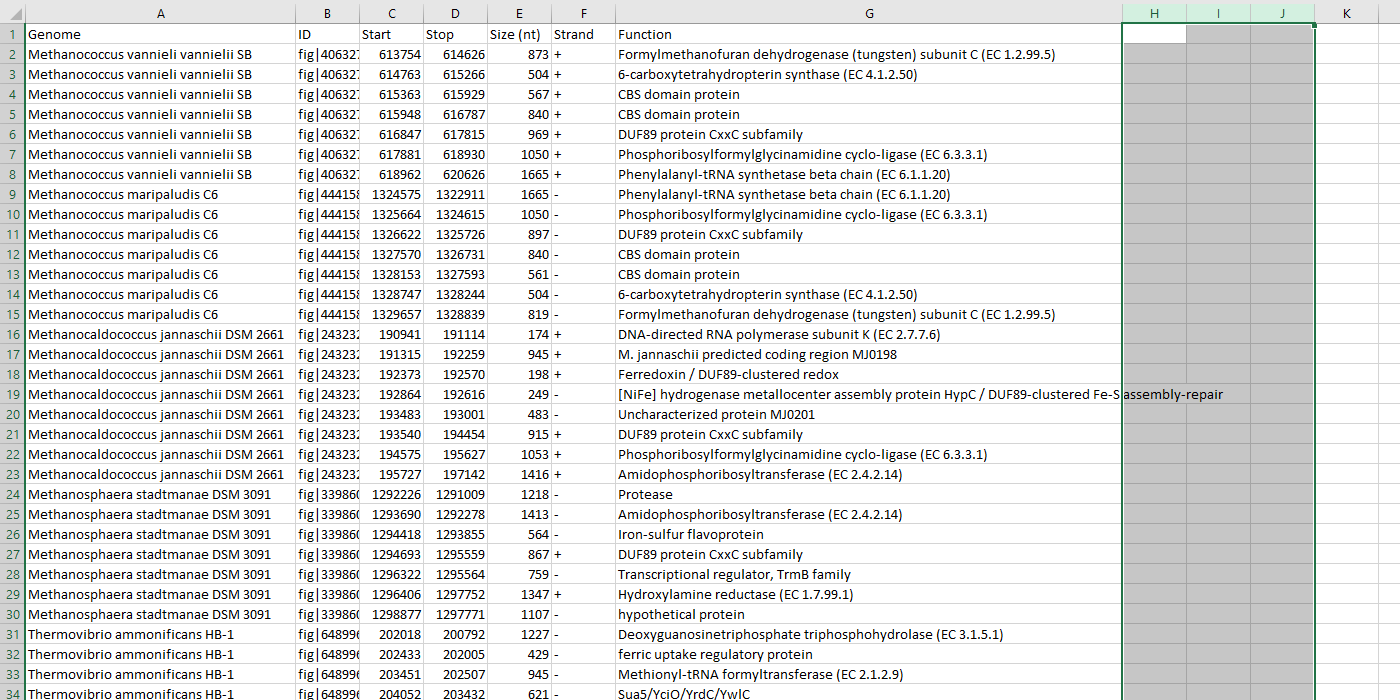 A B C D E F G H I J K
1 Genome ID Start Stop Size (nt) Strand Function
2 Methanococcus vannieli vannielii SB fig|40632 613754 614626 873 + Formylmethanofuran dehydrogenase (tungsten) subunit C (EC 1.2.99.5)
3 Methanococcus vannieli vannielii SB fig|40632 614763 615266 504 + 6-carboxytetrahydropterin synthase (EC 4.1.2.50)
4 Methanococcus vannieli vannielii SB fig|40632 615363 615929 567 + CBS domain protein
5 Methanococcus vannieli vannielii SB fig|40632 615948 616787 840 + CBS domain protein
6 Methanococcus vannieli vannielii SB fig|40632 616847 617815 969 + DUF89 protein CxxC subfamily
7 Methanococcus vannieli vannielii SB fig|40632 617881 618930 1050 + Phosphoribosylformylglycinamidine cyclo-ligase (EC 6.3.3.1)
8 Methanococcus vannieli vannielii SB fig|40632 618962 620626 1665 + Phenylalanyl-tRNA synthetase beta chain (EC 6.1.1.20)
9 Methanococcus maripaludis C6 fig|44415 1324575 1322911 1665 - Phenylalanyl-tRNA synthetase beta chain (EC 6.1.1.20)
10 Methanococcus maripaludis C6 fig|44415 1325664 1324615 1050 - Phosphoribosylformylglycinamidine cyclo-ligase (EC 6.3.3.1)
11 Methanococcus maripaludis C6 fig|44415 1326622 1325726 897 - DUF89 protein CxxC subfamily
12 Methanococcus maripaludis C6 fig|44415 1327570 1326731 840 - CBS domain protein
13 Methanococcus maripaludis C6 fig|44415 1328153 1327593 561 - CBS domain protein
14 Methanococcus maripaludis C6 fig|44415 1328747 1328244 504 - 6-carboxytetrahydropterin synthase (EC 4.1.2.50)
15 Methanococcus maripaludis C6 fig|44415 1329657 1328839 819 - Formylmethanofuran dehydrogenase (tungsten) subunit C (EC 1.2.99.5)
16 Methanocaldococcus jannaschii DSM 2661 fig|24323 190941 191114 174 + DNA-directed RNA polymerase subunit K (EC 2.7.7.6)
17 Methanocaldococcus jannaschii DSM 2661 fig|24323 191315 192259 945 + M. jannaschii predicted coding region MJ0198
18 Methanocaldococcus jannaschii DSM 2661 fig|24323 192373 192570 198 + Ferredoxin / DUF89-clustered redox
19 Methanocaldococcus jannaschii DSM 2661 fig|24323 192864 192616 249 - [NiFe] hydrogenase metallocenter assembly protein HypC / DUF89-clustered Fe-S assembly-repair
20 Methanocaldococcus jannaschii DSM 2661 fig|24323 193483 193001 483 - Uncharacterized protein MJ0201
21 Methanocaldococcus jannaschii DSM 2661 fig|24323 193540 194454 915 + DUF89 protein CxxC subfamily
22 Methanocaldococcus jannaschii DSM 2661 fig|24323 194575 195627 1053 + Phosphoribosylformylglycinamidine cyclo-ligase (EC 6.3.3.1)
23 Methanocaldococcus jannaschii DSM 2661 fig|24323 195727 197142 1416 + Amidophosphoribosyltransferase (EC 2.4.2.14)
24 Methanosphaera stadtmanae DSM 3091 fig|33986 1292226 1291009 1218 - Protease
25 Methanosphaera stadtmanae DSM 3091 fig|33986 1293690 1292278 1413 - Amidophosphoribosyltransferase (EC 2.4.2.14)
26 Methanosphaera stadtmanae DSM 3091 fig|33986 1294418 1293855 564 - Iron-sulfur flavoprotein
27 Methanosphaera stadtmanae DSM 3091 fig|33986 1294693 1295559 867 + DUF89 protein CxxC subfamily
28 Methanosphaera stadtmanae DSM 3091 fig|33986 1296322 1295564 759 - Transcriptional regulator, TrmB family
29 Methanosphaera stadtmanae DSM 3091 fig|33986 1296406 1297752 1347 + Hydroxylamine reductase (EC 1.7.99.1)
30 Methanosphaera stadtmanae DSM 3091 fig|33986 1298877 1297771 1107 - hypothetical protein
31 Thermovibrio ammonificans HB-1 fig|64899 202018 200792 1227 - Deoxyguanosinetriphosphate triphosphohydrolase (EC 3.1.5.1)
32 Thermovibrio ammonificans HB-1 fig|64899 202433 202005 429 - ferric uptake regulatory protein
33 Thermovibrio ammonificans HB-1 fig|64899 203451 202507 945 - Methionyl-tRNA formyltransferase (EC 2.1.2.9)
34 Thermovibrio ammonificans HB-1 fig|64899 204052 203432 621 - Sua5/YciO/YrdC/YwlC